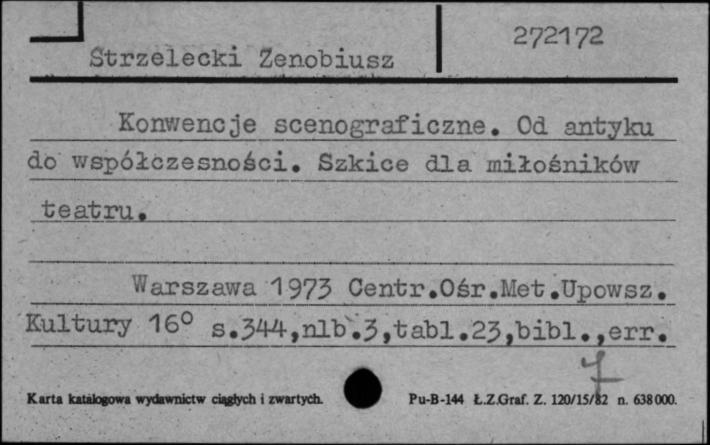 Strzelecki Zenobiusz
272172
Konwencje scenograficzne. Od antyku
do współczesności. Szkice dla miłośników
teatru.
Warszawa 1973 Centr.Ośr.Met.Upowsz.
Kultury 16° s.344,nlb.3,tabl.23,bibl.,err.
Karta katalogowa wydawnictw ciągłych i zwartych.
Pu-B-144 Ł.Z.Graf. Z. 120/15/82 n. 638000.